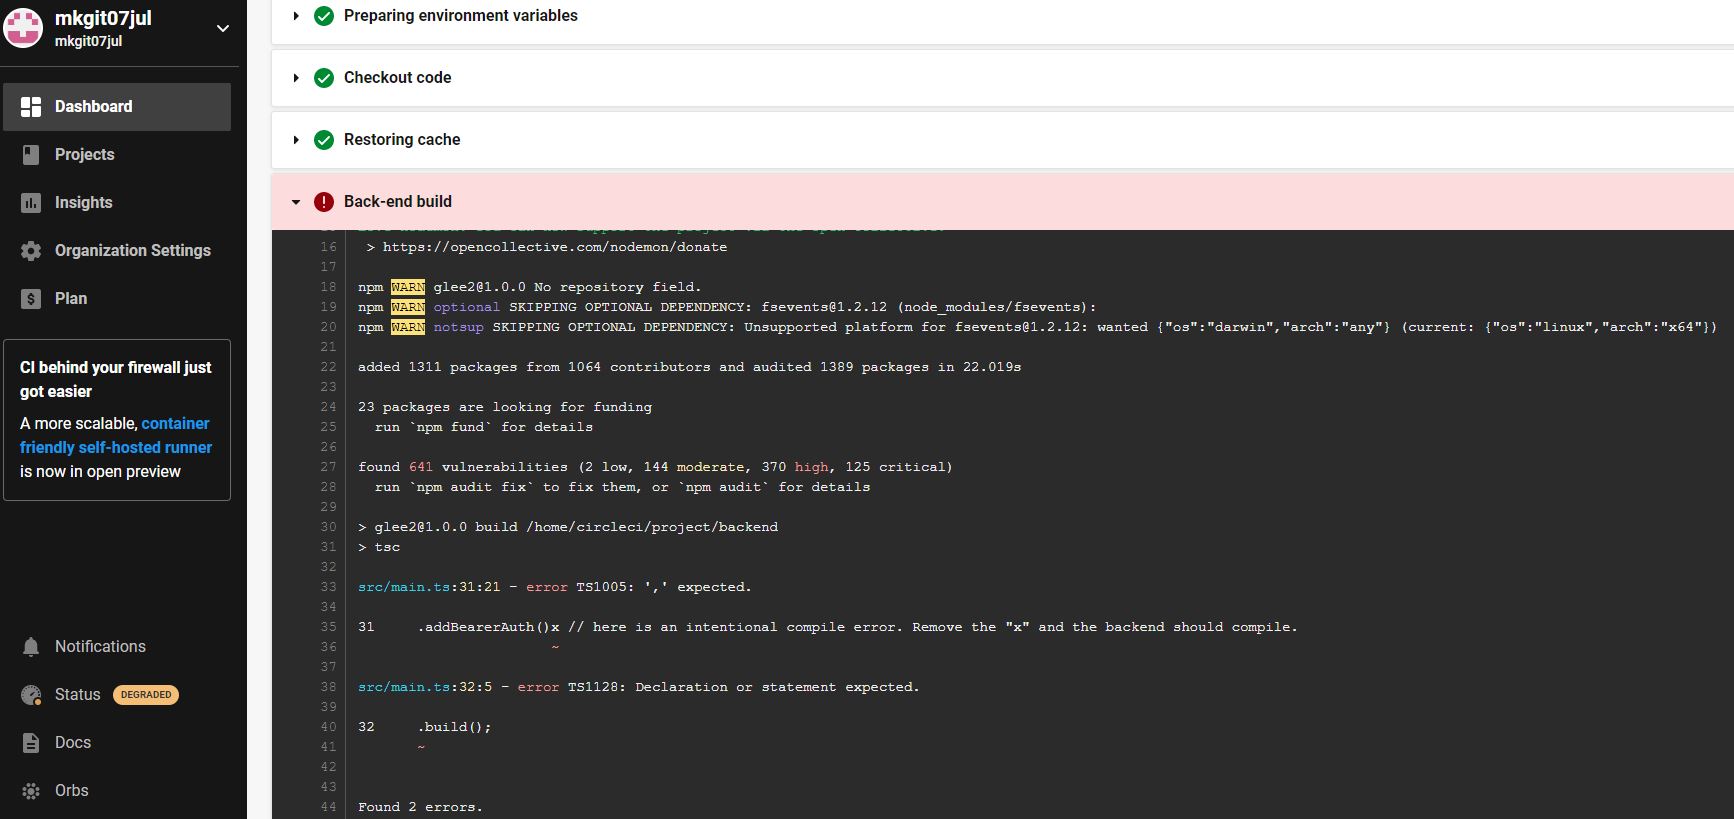 mkgit07jul
mkgit07jul
Dashboard
Projects
Insights
Organization Settings
$ Plan
CI behind your firewall just
got easier
A more scalable, container
friendly self-hosted runner
is now in open preview
Notifications
Status DEGRADED
Docs
Orbs
Preparing environment variables
Checkout code
Restoring cache
! Back-end build
16 > https://opencollective.com/nodemon/donate
17
18 npm WARN glee2@1.0.0 No repository field.
19 npm WARN optional SKIPPING OPTIONAL DEPENDENCY: fsevents@1.2.12 (node_modules/fsevents):
20 npm WARN notsup SKIPPING OPTIONAL DEPENDENCY: Unsupported platform for fsevents@1.2.12: wanted {"os":"darwin","arch":"any"} (current: {"os":"linux","arch":"x64"})
21
22 added 1311 packages from 1064 contributors and audited 1389 packages in 22.019s
23
24 23 packages are looking for funding
25 run `npm fund` for details
26
27 found 641 vulnerabilities (2 low, 144 moderate, 370 high, 125 critical)
28 run `npm audit fix` to fix them, or `npm audit` for details
29
30 > glee2@1.0.0 build /home/circleci/project/backend
31 > tsc
32
33 src/main.ts:31:21 - error TS1005: ',' expected.
34
35 31 .addBearerAuth()x // here is an intentional compile error. Remove the "x" and the backend should compile.
36 ~
37
38 src/main.ts:32:5 - error TS1128: Declaration or statement expected.
39
40 32 .build();
41 ~
42
43
44 Found 2 errors.